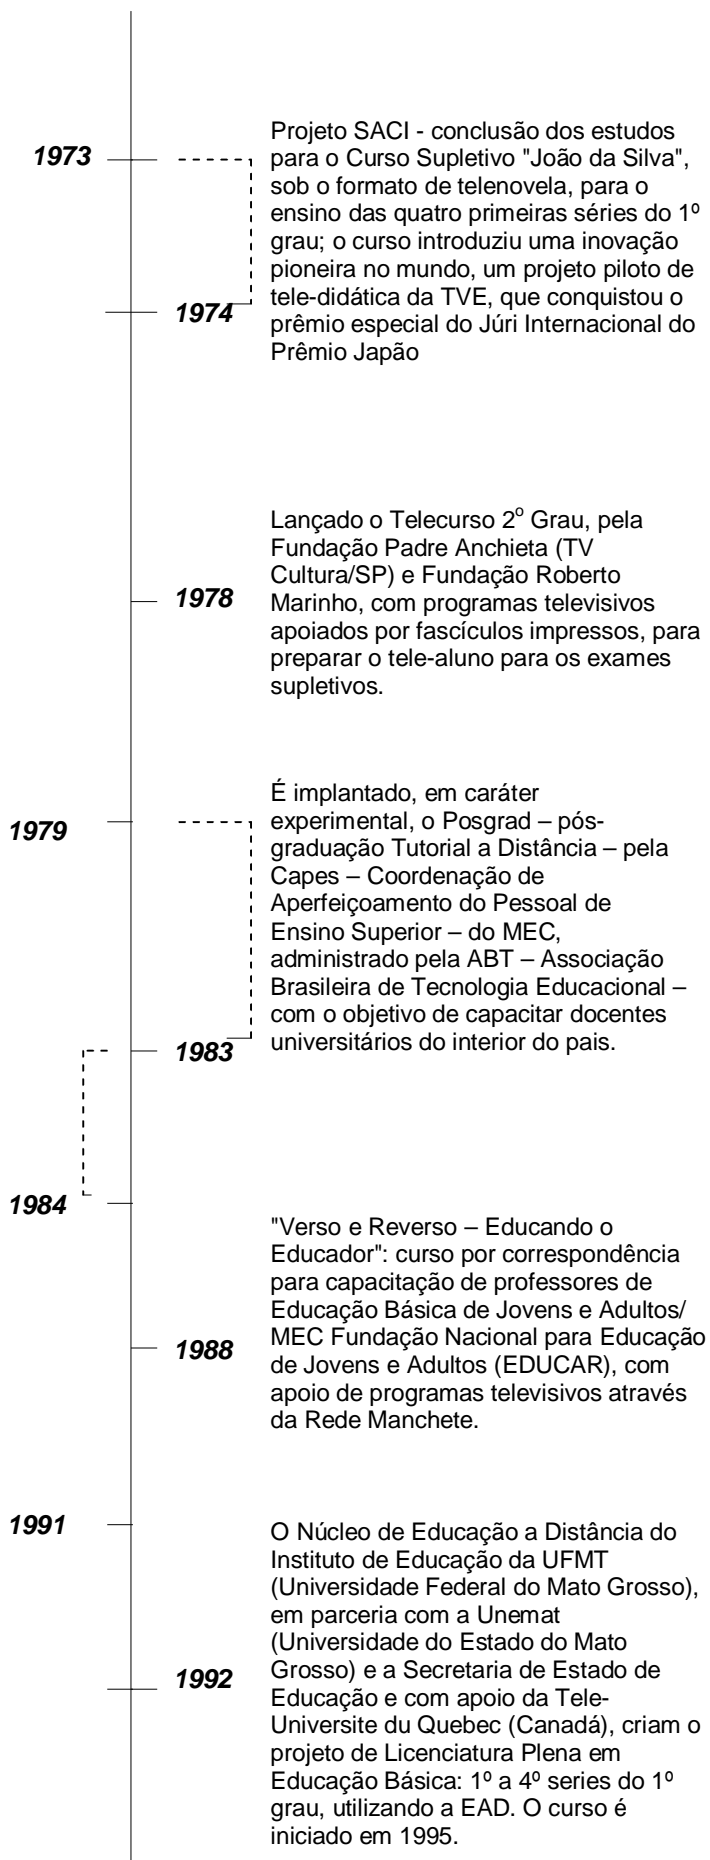 1973
Projeto SACI - conclusão dos estudos
para o Curso Supletivo "João da Silva",
sob o formato de telenovela, para o
ensino das quatro primeiras séries do 1º
grau; o curso introduziu uma inovação
pioneira no mundo, um projeto piloto de
tele-didática da TVE, que conquistou o
prêmio especial do Júri Internacional do
Prêmio Japão
1974
Lançado o Telecurso 2º Grau, pela
Fundação Padre Anchieta (TV
Cultura/SP) e Fundação Roberto
Marinho, com programas televisivos
apoiados por fascículos impressos, para
preparar o tele-aluno para os exames
supletivos.
1978
1979
É implantado, em caráter
experimental, o Posgrad – pós-
graduação Tutorial a Distância – pela
Capes – Coordenação de
Aperfeiçoamento do Pessoal de
Ensino Superior – do MEC,
administrado pela ABT – Associação
Brasileira de Tecnologia Educacional –
com o objetivo de capacitar docentes
universitários do interior do pais.
1983
1984
"Verso e Reverso – Educando o
Educador": curso por correspondência
para capacitação de professores de
Educação Básica de Jovens e Adultos/
MEC Fundação Nacional para Educação
de Jovens e Adultos (EDUCAR), com
apoio de programas televisivos através
da Rede Manchete.
1988
1991
O Núcleo de Educação a Distância do
Instituto de Educação da UFMT
(Universidade Federal do Mato Grosso),
em parceria com a Unemat
(Universidade do Estado do Mato
Grosso) e a Secretaria de Estado de
Educação e com apoio da Tele-
Universite du Quebec (Canadá), criam o
projeto de Licenciatura Plena em
Educação Básica: 1º a 4º series do 1º
grau, utilizando a EAD. O curso é
iniciado em 1995.
1992